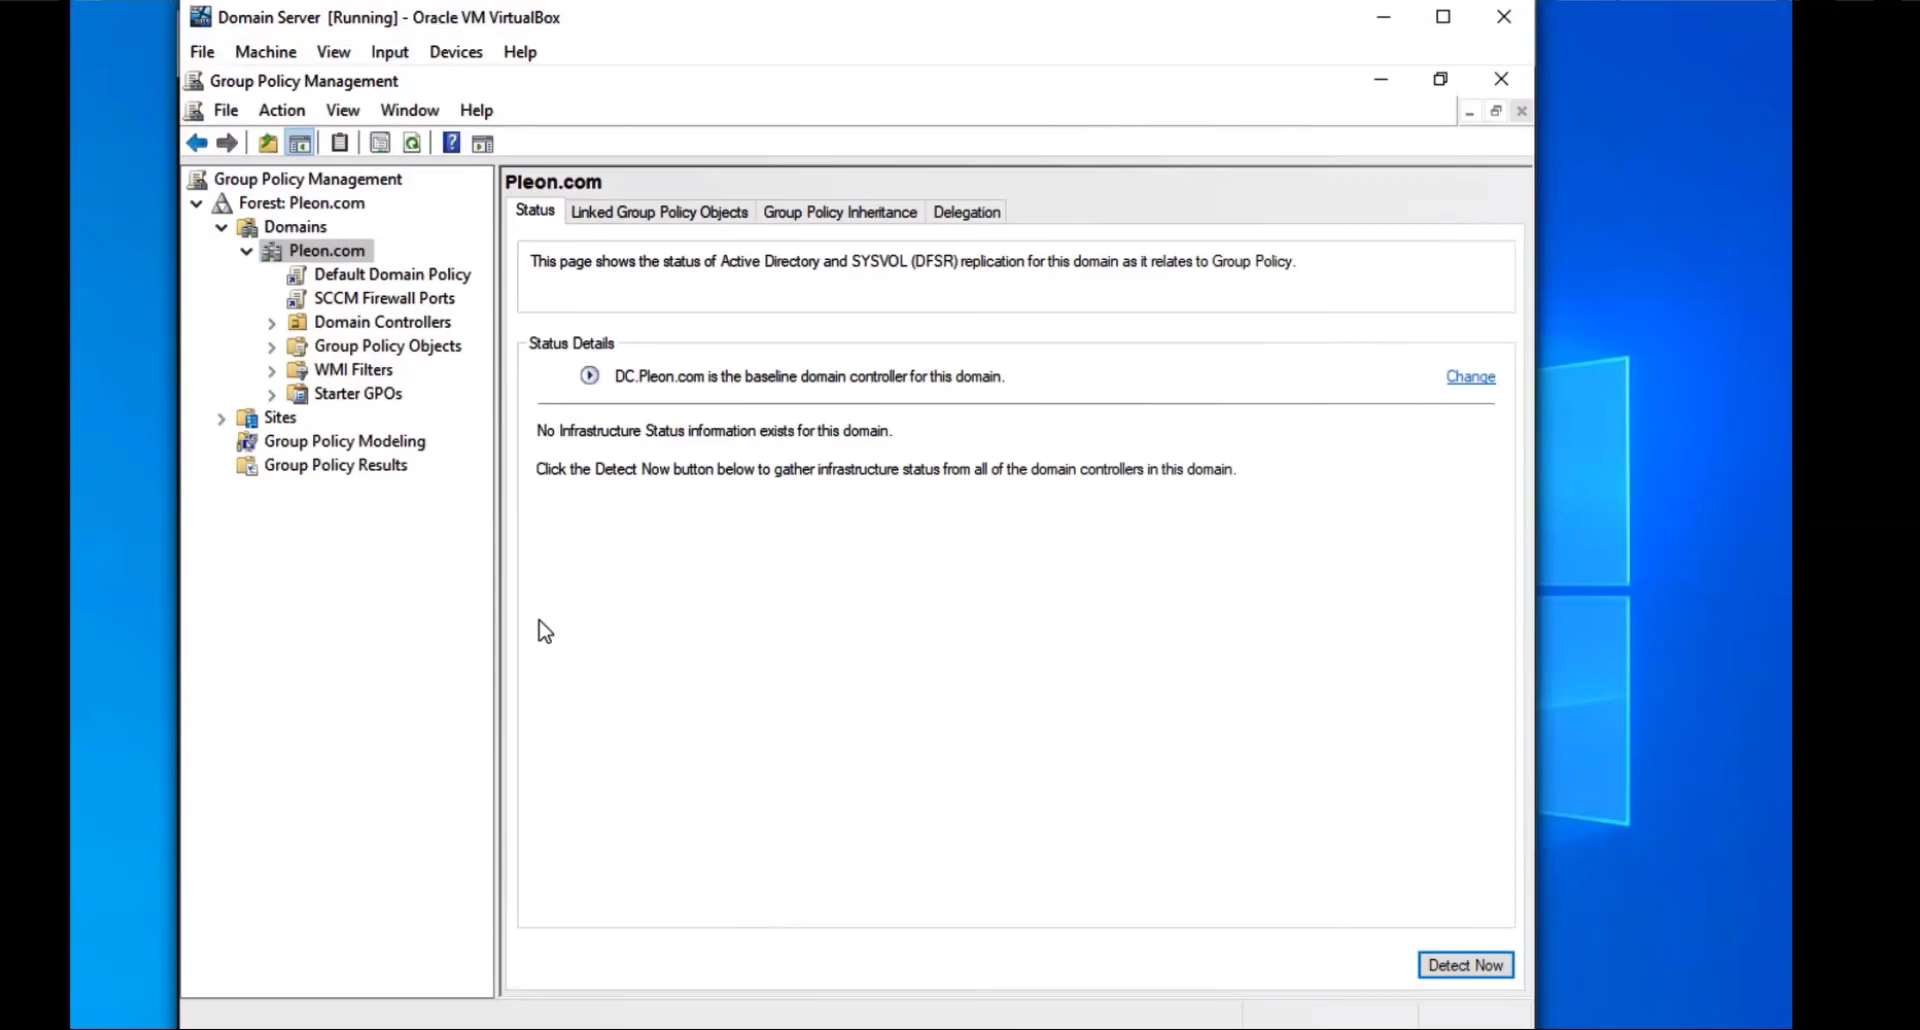 Domain Server [Running] - Oracle VM VirtualBox
File Machine View Input Devices Help
Group Policy Management
File Action View Window Help
Group Policy Management
Forest: Pleon.com
Domains
Pleon.com
Default Domain Policy
SCCM Firewall Ports
Domain Controllers
Group Policy Objects
WMI Filters
Starter GPOs
Sites
Group Policy Modeling
Group Policy Results
Pleon.com
Status Linked Group Policy Objects Group Policy Inheritance Delegation
This page shows the status of Active Directory and SYSVOL (DFSR) replication for this domain as it relates to Group Policy.
Status Details
DC.Pleon.com is the baseline domain controller for this domain. Change
No Infrastructure Status information exists for this domain.
Click the Detect Now button below to gather infrastructure status from all of the domain controllers in this domain.
Detect Now